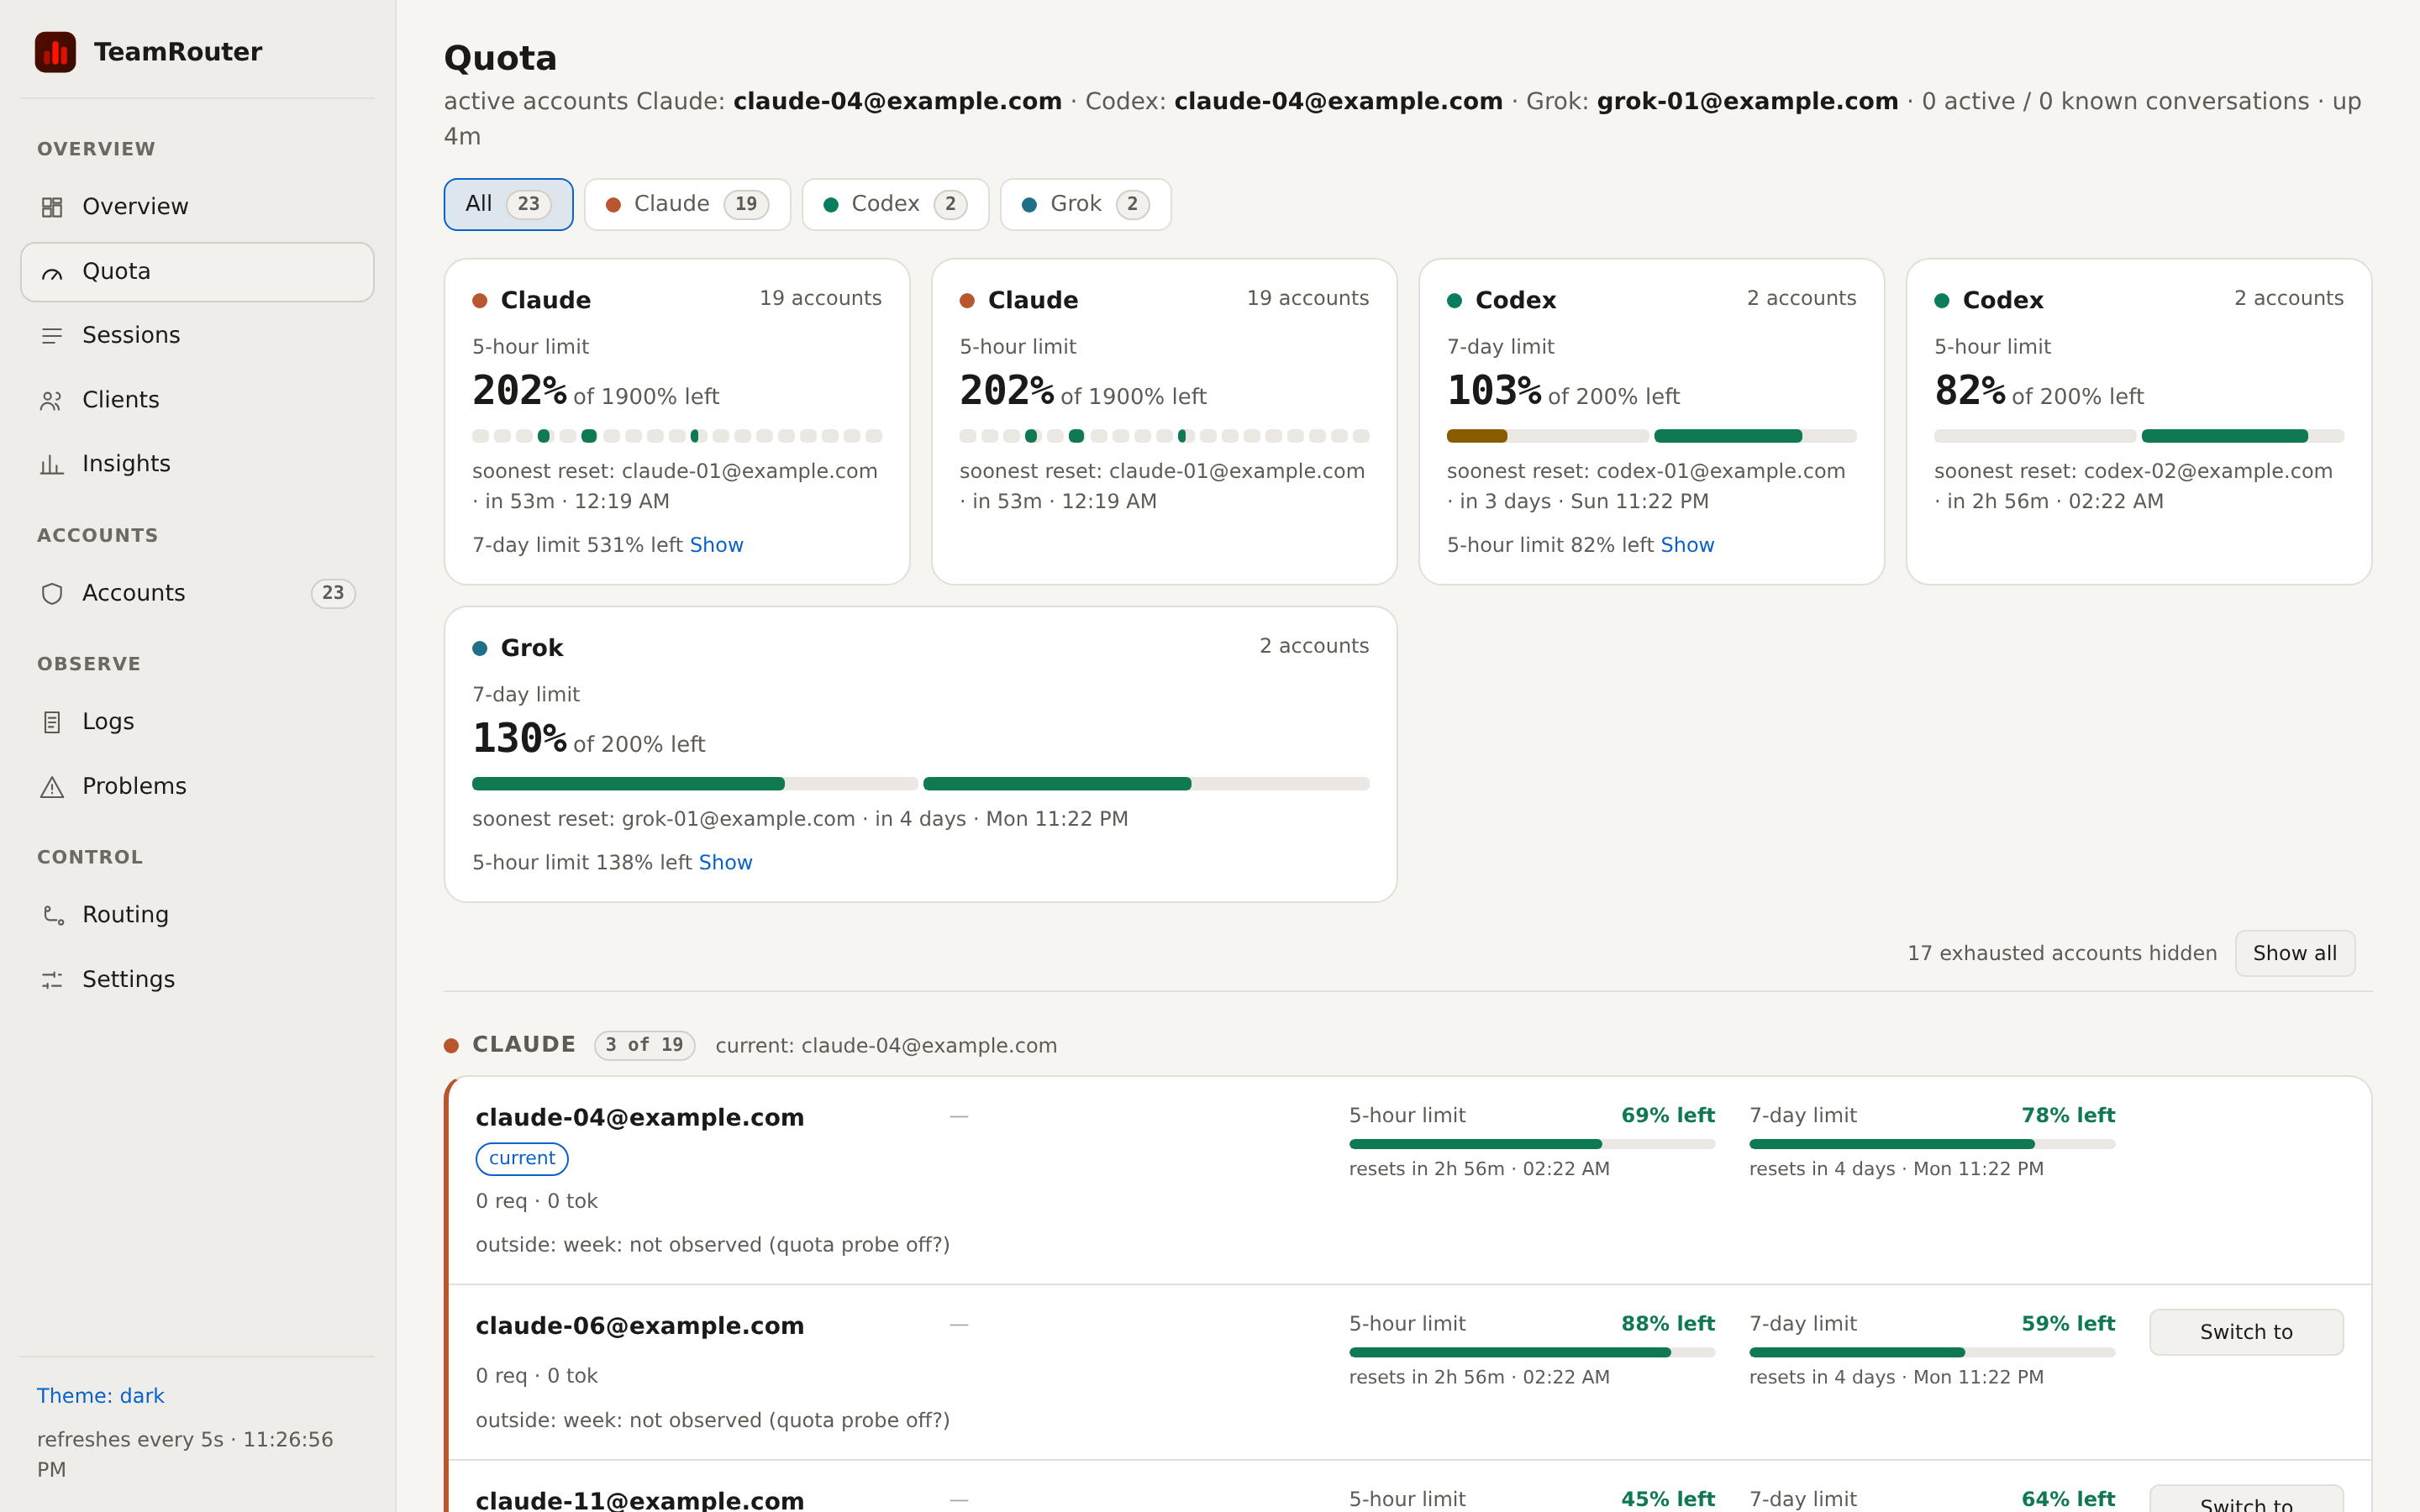 TeamRouter
OVERVIEW
Overview
Quota
Sessions
Clients
Insights
ACCOUNTS
Accounts 23
OBSERVE
Logs
Problems
CONTROL
Routing
Settings
Theme: dark
refreshes every 5s · 11:26:56
PM
Quota
active accounts Claude: claude-04@example.com · Codex: claude-04@example.com · Grok: grok-01@example.com · 0 active / 0 known conversations · up
4m
All 23 Claude 19 Codex 2 Grok 2
Claude 19 accounts
5-hour limit
202% of 1900% left
soonest reset: claude-01@example.com
· in 53m · 12:19 AM
7-day limit 531% left Show
Claude 19 accounts
5-hour limit
202% of 1900% left
soonest reset: claude-01@example.com
· in 53m · 12:19 AM
Codex 2 accounts
7-day limit
103% of 200% left
soonest reset: codex-01@example.com
· in 3 days · Sun 11:22 PM
5-hour limit 82% left Show
Codex 2 accounts
5-hour limit
82% of 200% left
soonest reset: codex-02@example.com
· in 2h 56m · 02:22 AM
Grok 2 accounts
7-day limit
130% of 200% left
soonest reset: grok-01@example.com · in 4 days · Mon 11:22 PM
5-hour limit 138% left Show
17 exhausted accounts hidden Show all
CLAUDE 3 of 19 current: claude-04@example.com
claude-04@example.com —
current
0 req · 0 tok
outside: week: not observed (quota probe off?)
5-hour limit 69% left
resets in 2h 56m · 02:22 AM
7-day limit 78% left
resets in 4 days · Mon 11:22 PM
claude-06@example.com —
0 req · 0 tok
outside: week: not observed (quota probe off?)
5-hour limit 88% left
resets in 2h 56m · 02:22 AM
7-day limit 59% left
resets in 4 days · Mon 11:22 PM
Switch to
claude-11@example.com —
5-hour limit 45% left
7-day limit 64% left
Switch to